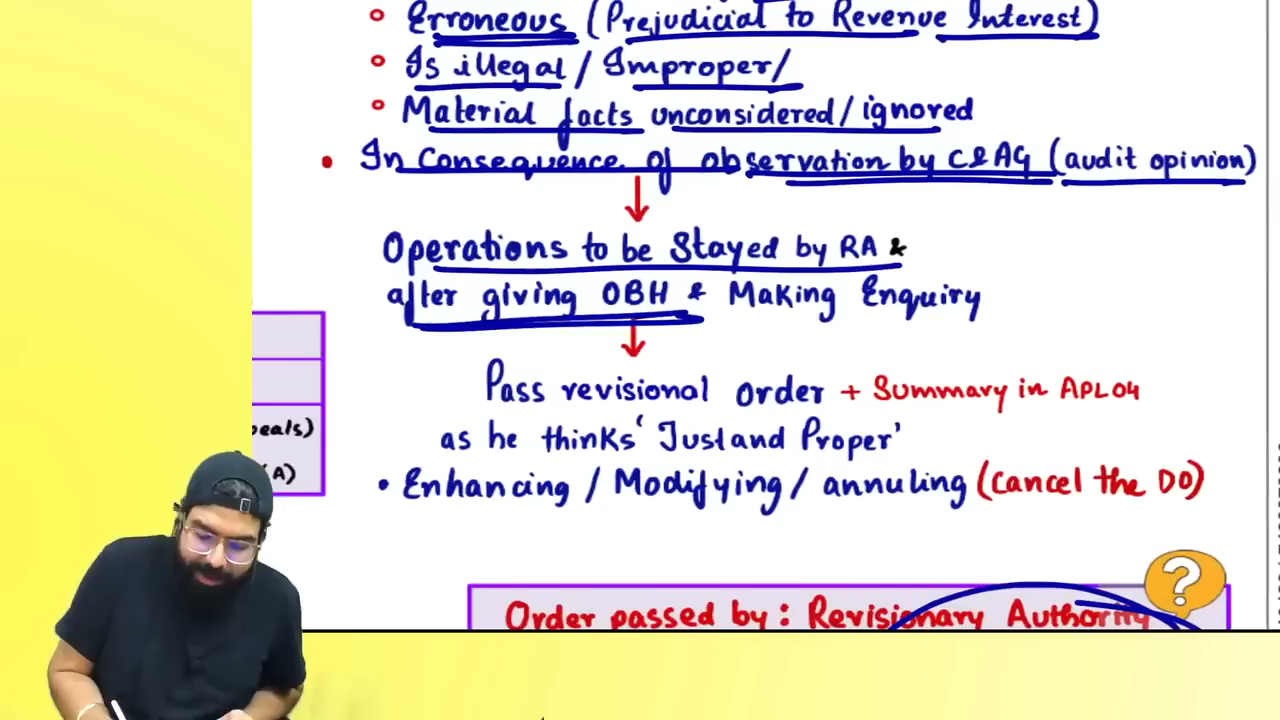 Erroneous (Prejudicial to Revenue Interest)
Is illegal / Improper/
Material facts unconsidered/ ignored
In Consequence of observation by C&AG (audit opinion)
Operations to be Stayed by RA &
after giving OBH & Making Enquiry
Pass revisional order + Summary in APL04
as he thinks 'Just and Proper'
Enhancing / Modifying / annuling (Cancel the DO)
peals)
(A)
Order passed by: Revisionary Authority
?